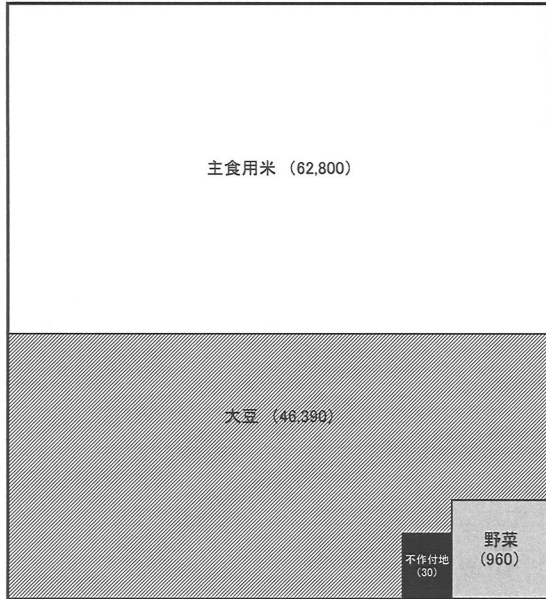 主食用米 （62,800）
大豆 （46,390）
不作付地
（30）
野菜
（960）